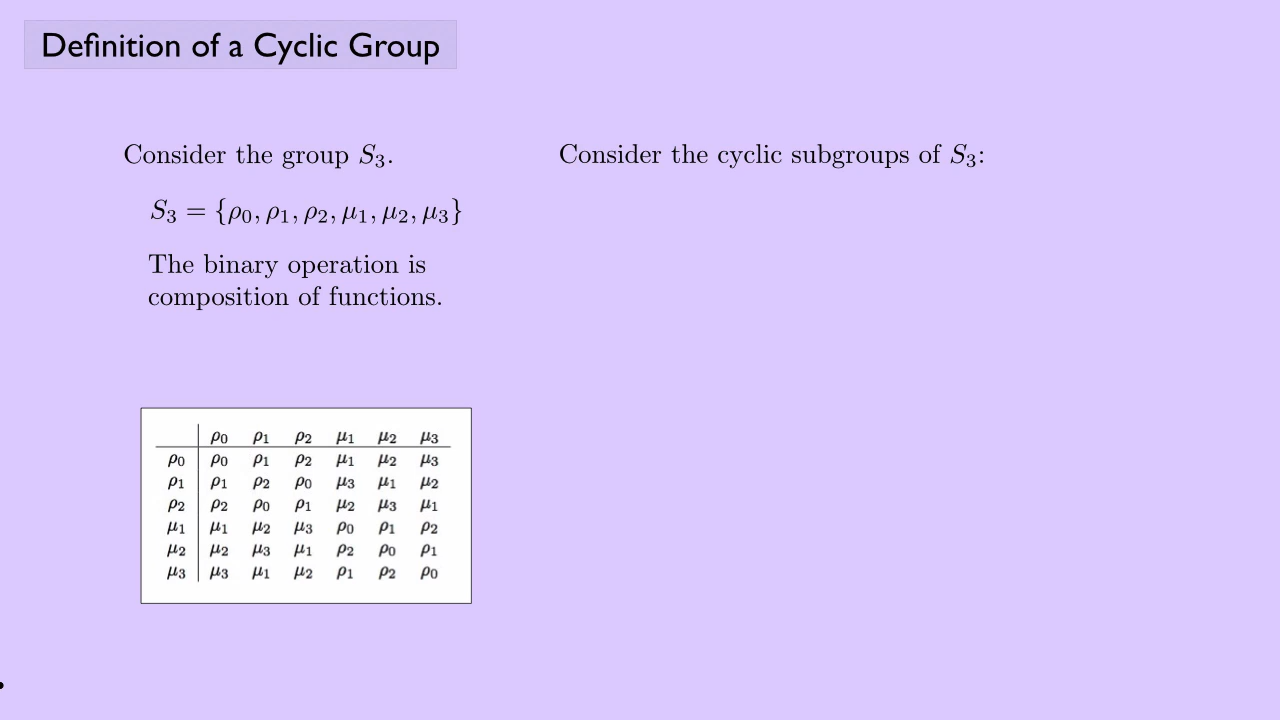 Definition of a Cyclic Group
Consider the group S₃.
S₃ = {ρ₀, ρ₁, ρ₂, μ₁, μ₂, μ₃}
The binary operation is
composition of functions.
ρ₀ ρ₁ ρ₂ μ₁ μ₂ μ₃
ρ₀ ρ₀ ρ₁ ρ₂ μ₁ μ₂ μ₃
ρ₁ ρ₁ ρ₂ ρ₀ μ₃ μ₁ μ₂
ρ₂ ρ₂ ρ₀ ρ₁ μ₂ μ₃ μ₁
μ₁ μ₁ μ₂ μ₃ ρ₀ ρ₁ ρ₂
μ₂ μ₂ μ₃ μ₁ ρ₂ ρ₀ ρ₁
μ₃ μ₃ μ₁ μ₂ ρ₁ ρ₂ ρ₀
Consider the cyclic subgroups of S₃: